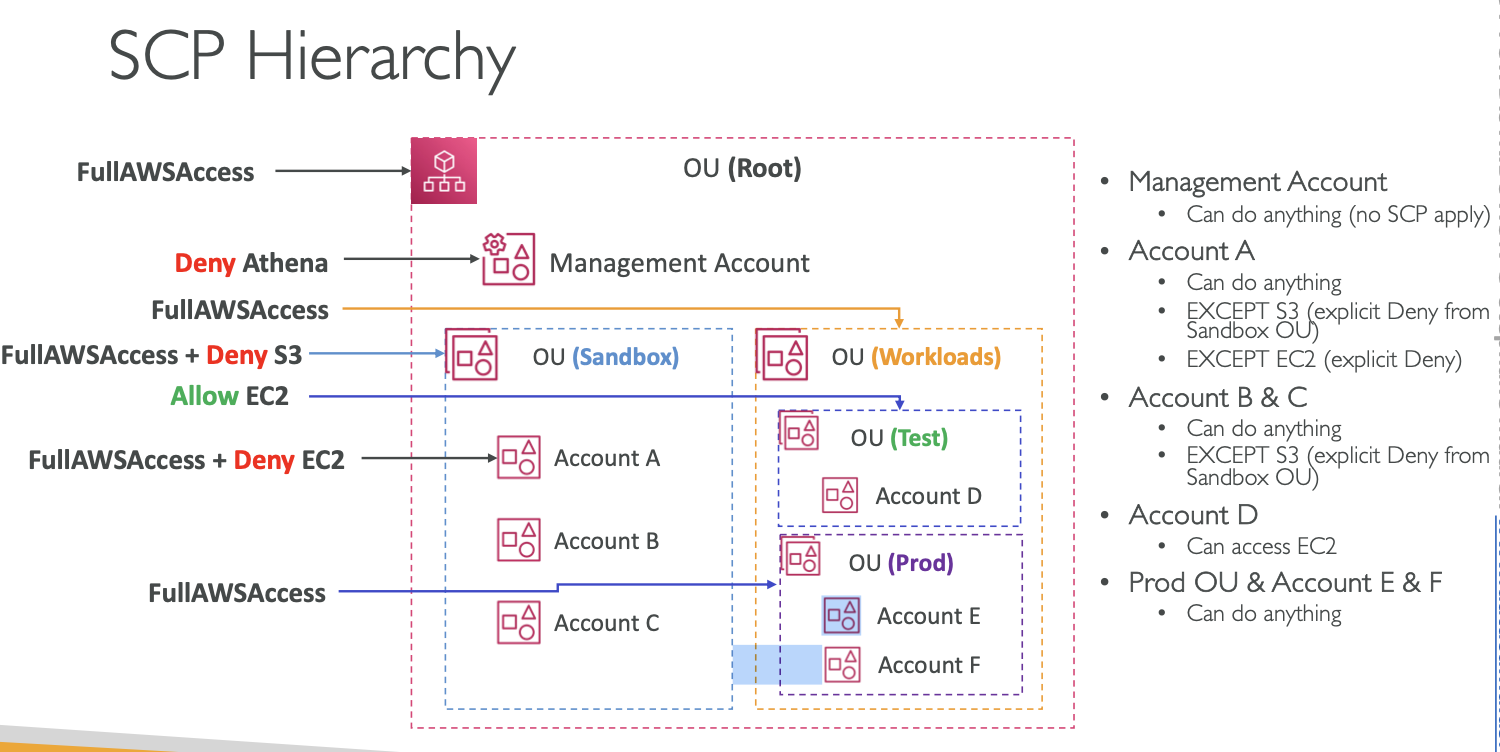 SCP Hierarchy
FullAWSAccess
OU (Root)
Deny Athena
Management Account
FullAWSAccess
FullAWSAccess + Deny S3
OU (Sandbox)
OU (Workloads)
Allow EC2
OU (Test)
FullAWSAccess + Deny EC2
Account A
Account D
Account B
OU (Prod)
FullAWSAccess
Account C
Account E
Account F
• Management Account
• Can do anything (no SCP apply)
• Account A
• Can do anything
• EXCEPT S3 (explicit Deny from
Sandbox OU)
• EXCEPT EC2 (explicit Deny)
• Account B & C
• Can do anything
• EXCEPT S3 (explicit Deny from
Sandbox OU)
• Account D
• Can access EC2
• Prod OU & Account E & F
• Can do anything